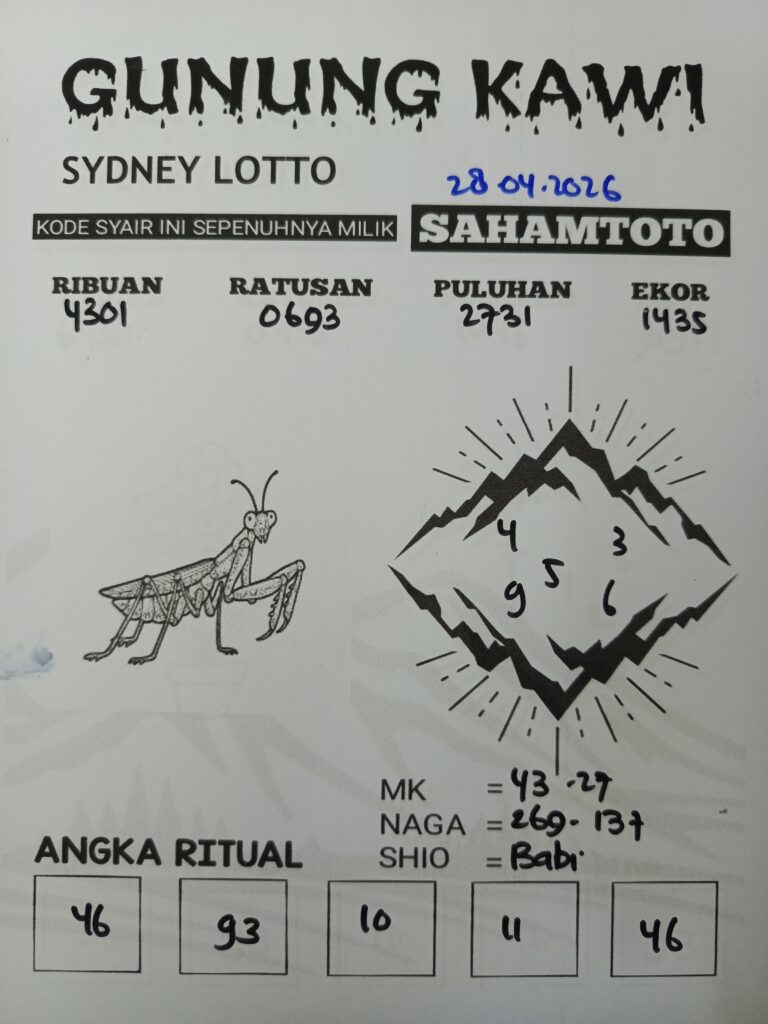 GUNUNG KAWI
SYDNEY LOTTO
28.04.2026
KODE SYAIR INI SEPENUHNYA MILIK SAHAMTOTO
RIBUAN RATUSAN PULUHAN EKOR
4301 0693 2731 1435
4 3
5
9 6
MK = 43 - 27
NAGA = 269 - 137
SHIO = Babi
ANGKA RITUAL
46 93 10 11 46